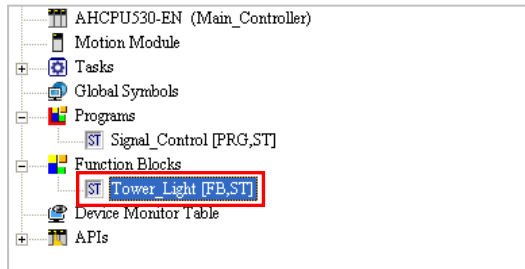 AHCPU530-EN (Main_Controller)
Motion Module
Tasks
Global Symbols
Programs
ST Signal_Control [PRG,ST]
Function Blocks
ST Tower_Light [FB,ST]
Device Monitor Table
APIs